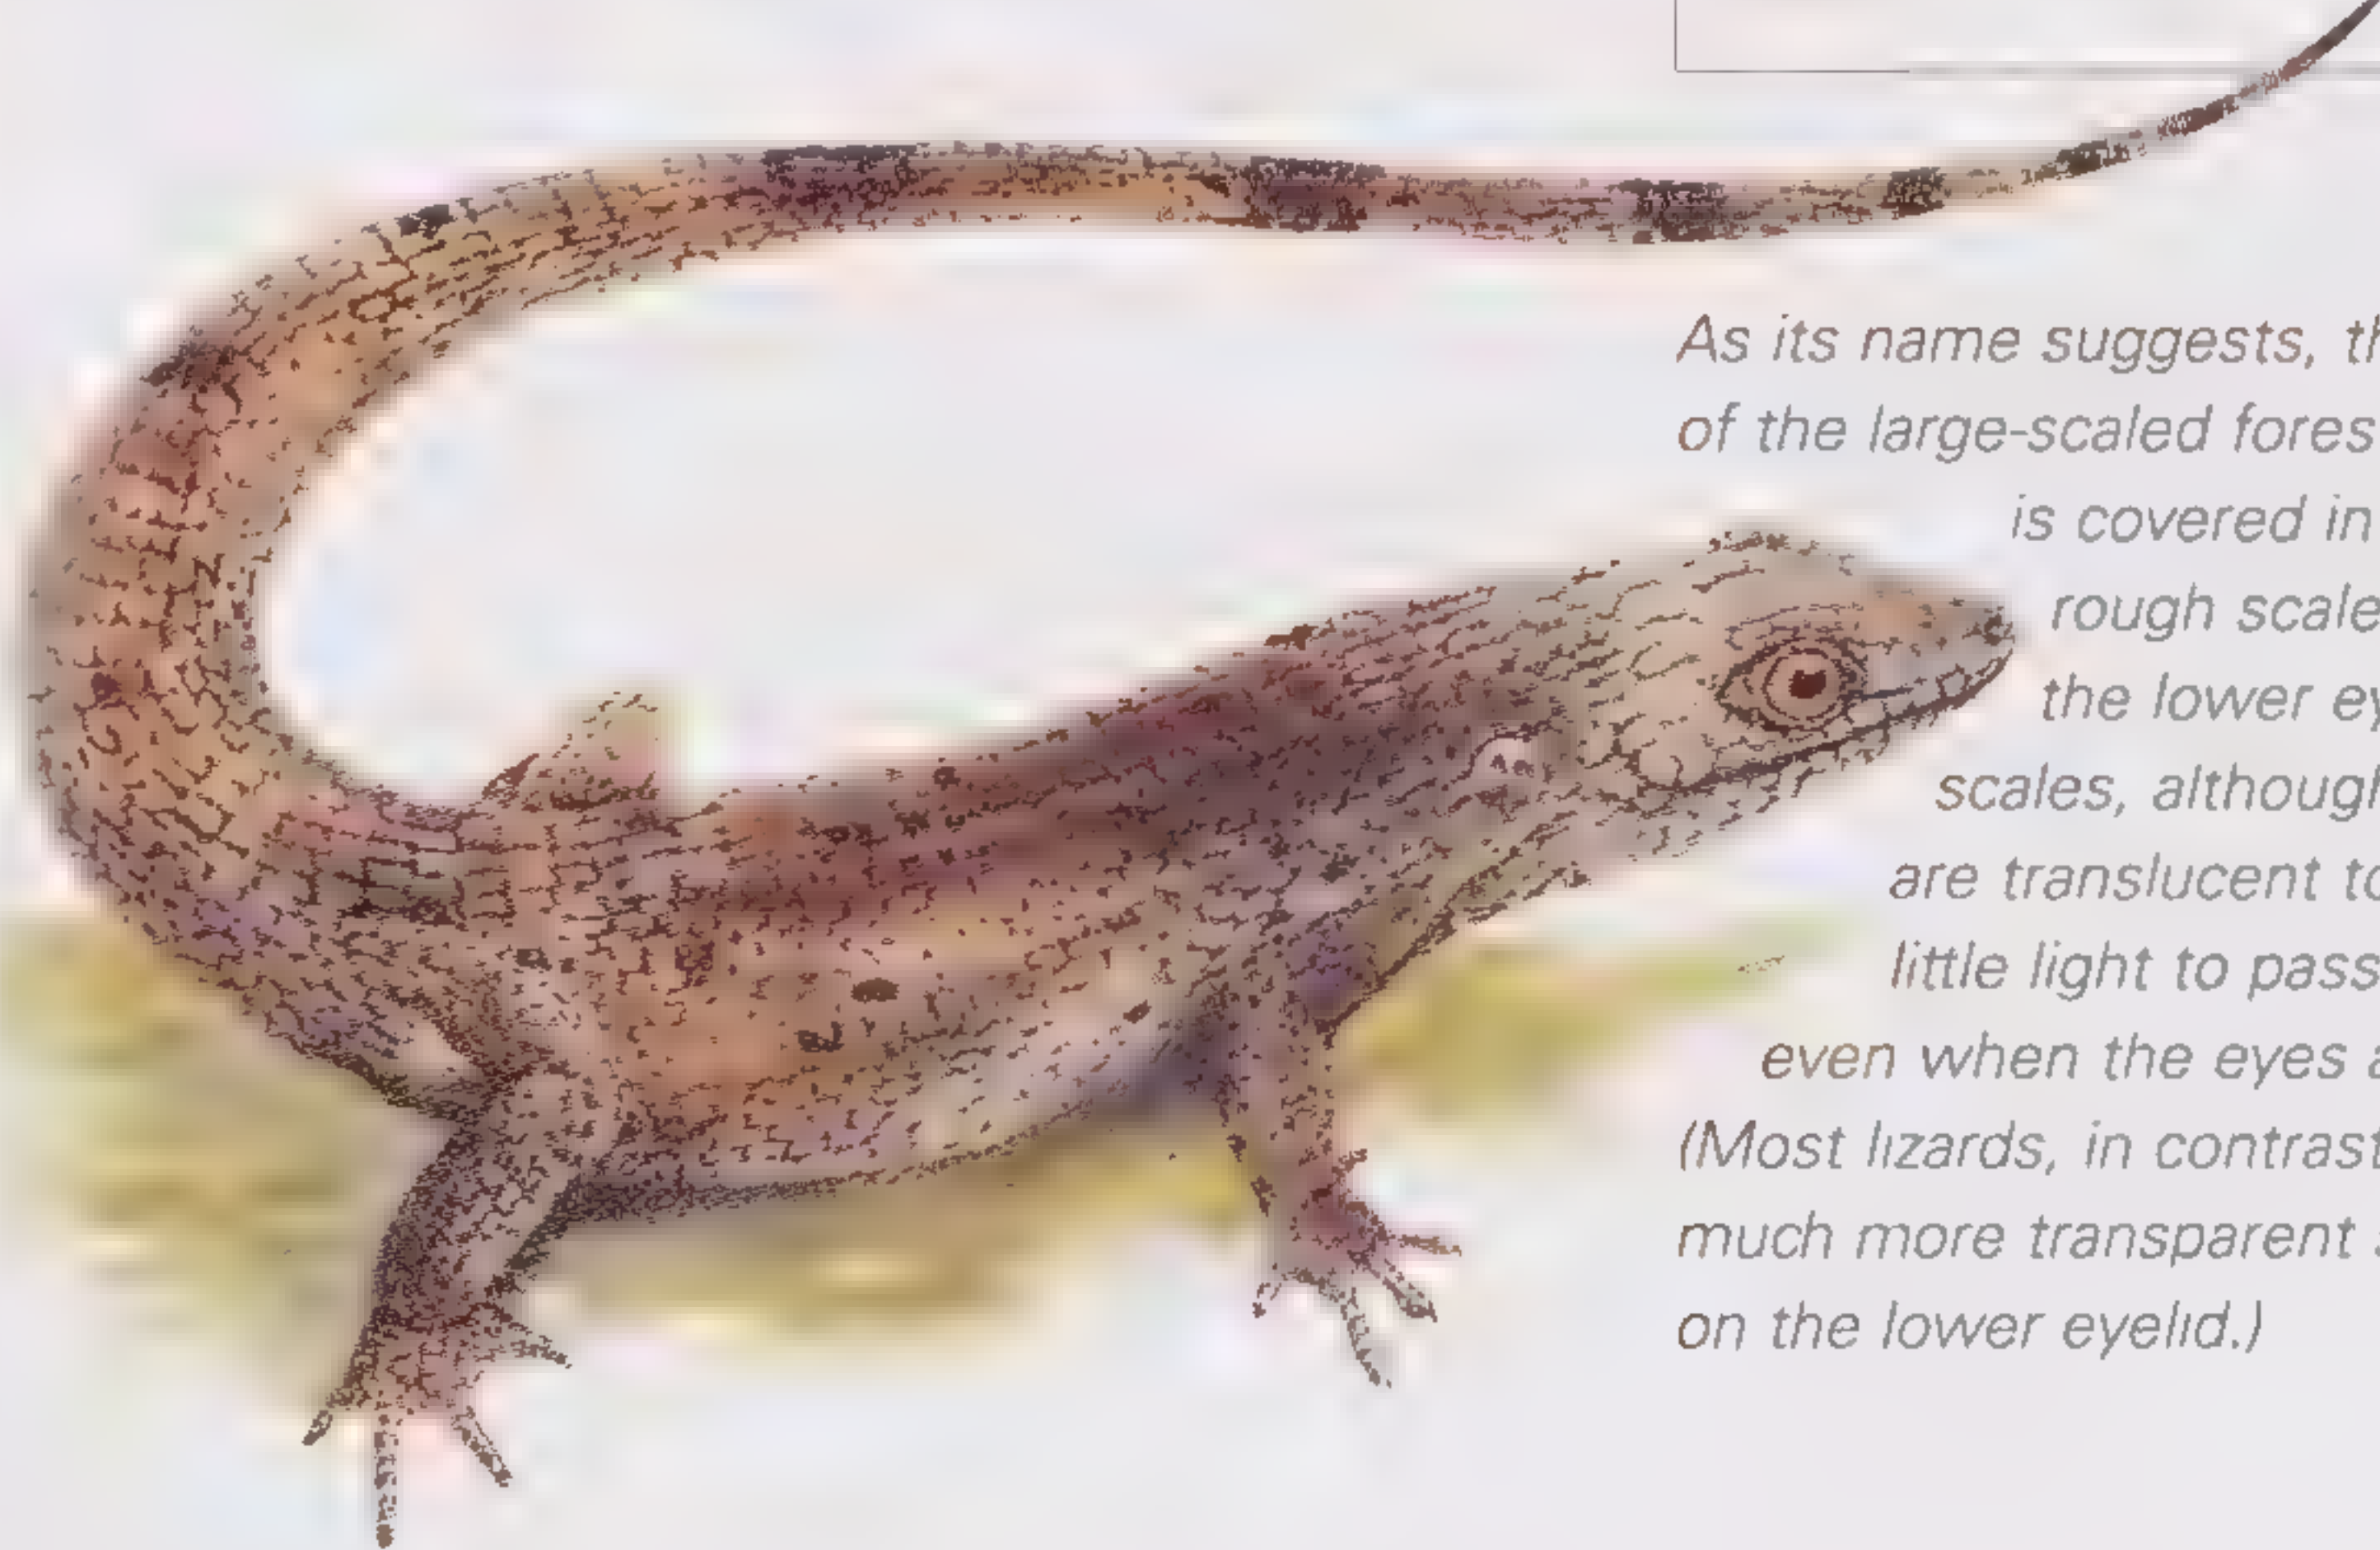 As its name suggests, th
of the large-scaled fores
is covered in
rough scale
the lower ey
scales, although
are translucent to
little light to pass
even when the eyes a
(Most lizards, in contrast
much more transparent
on the lower eyelid.)